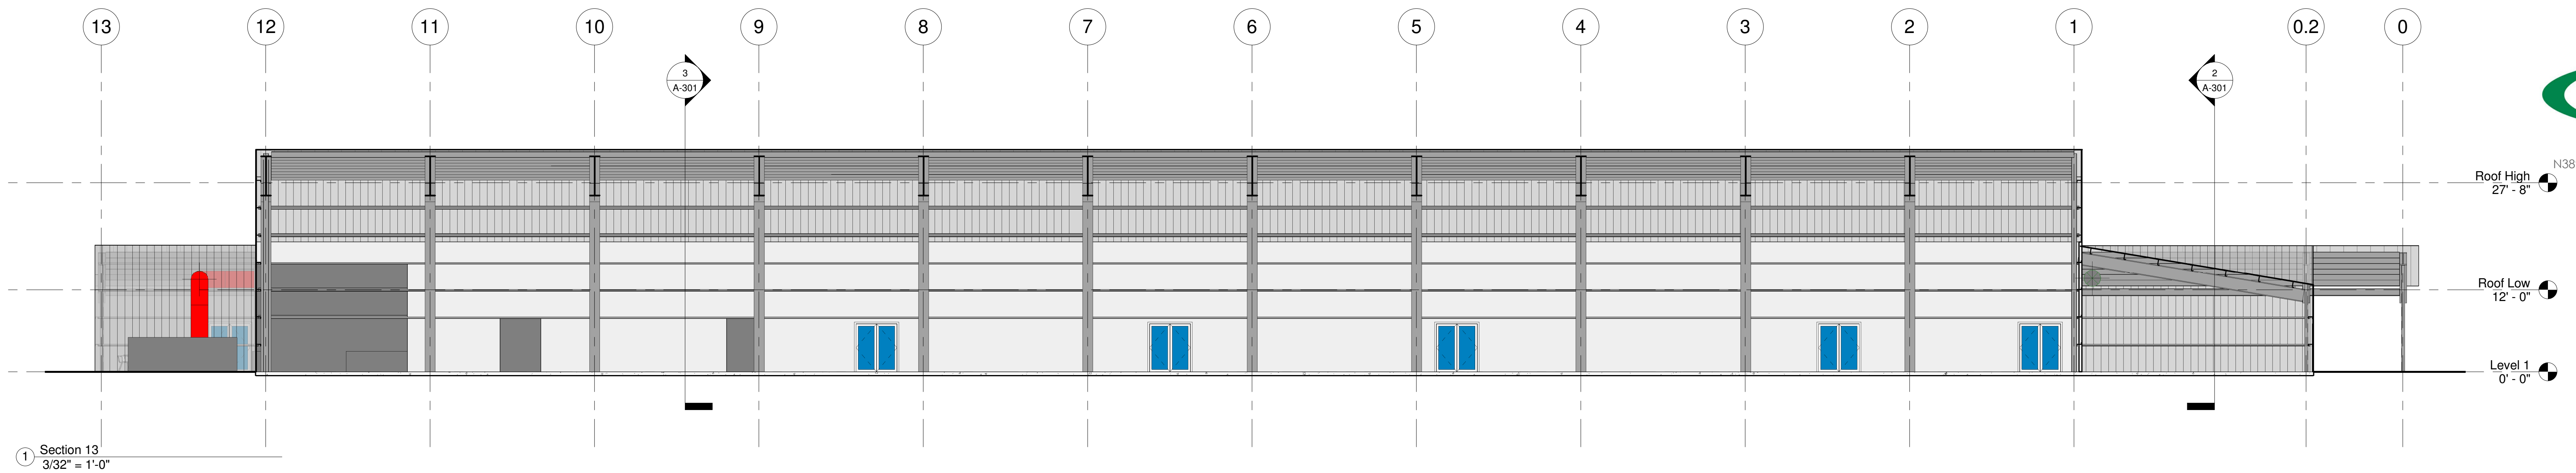 13
12
11
10
9
8
7
6
5
4
3
2
1
0.2
0
3
A-301
2
A-301
N38
Roof High
27' - 8"
Roof Low
12' - 0"
Level 1
0' - 0"
1
Section 13
3/32" = 1'-0"